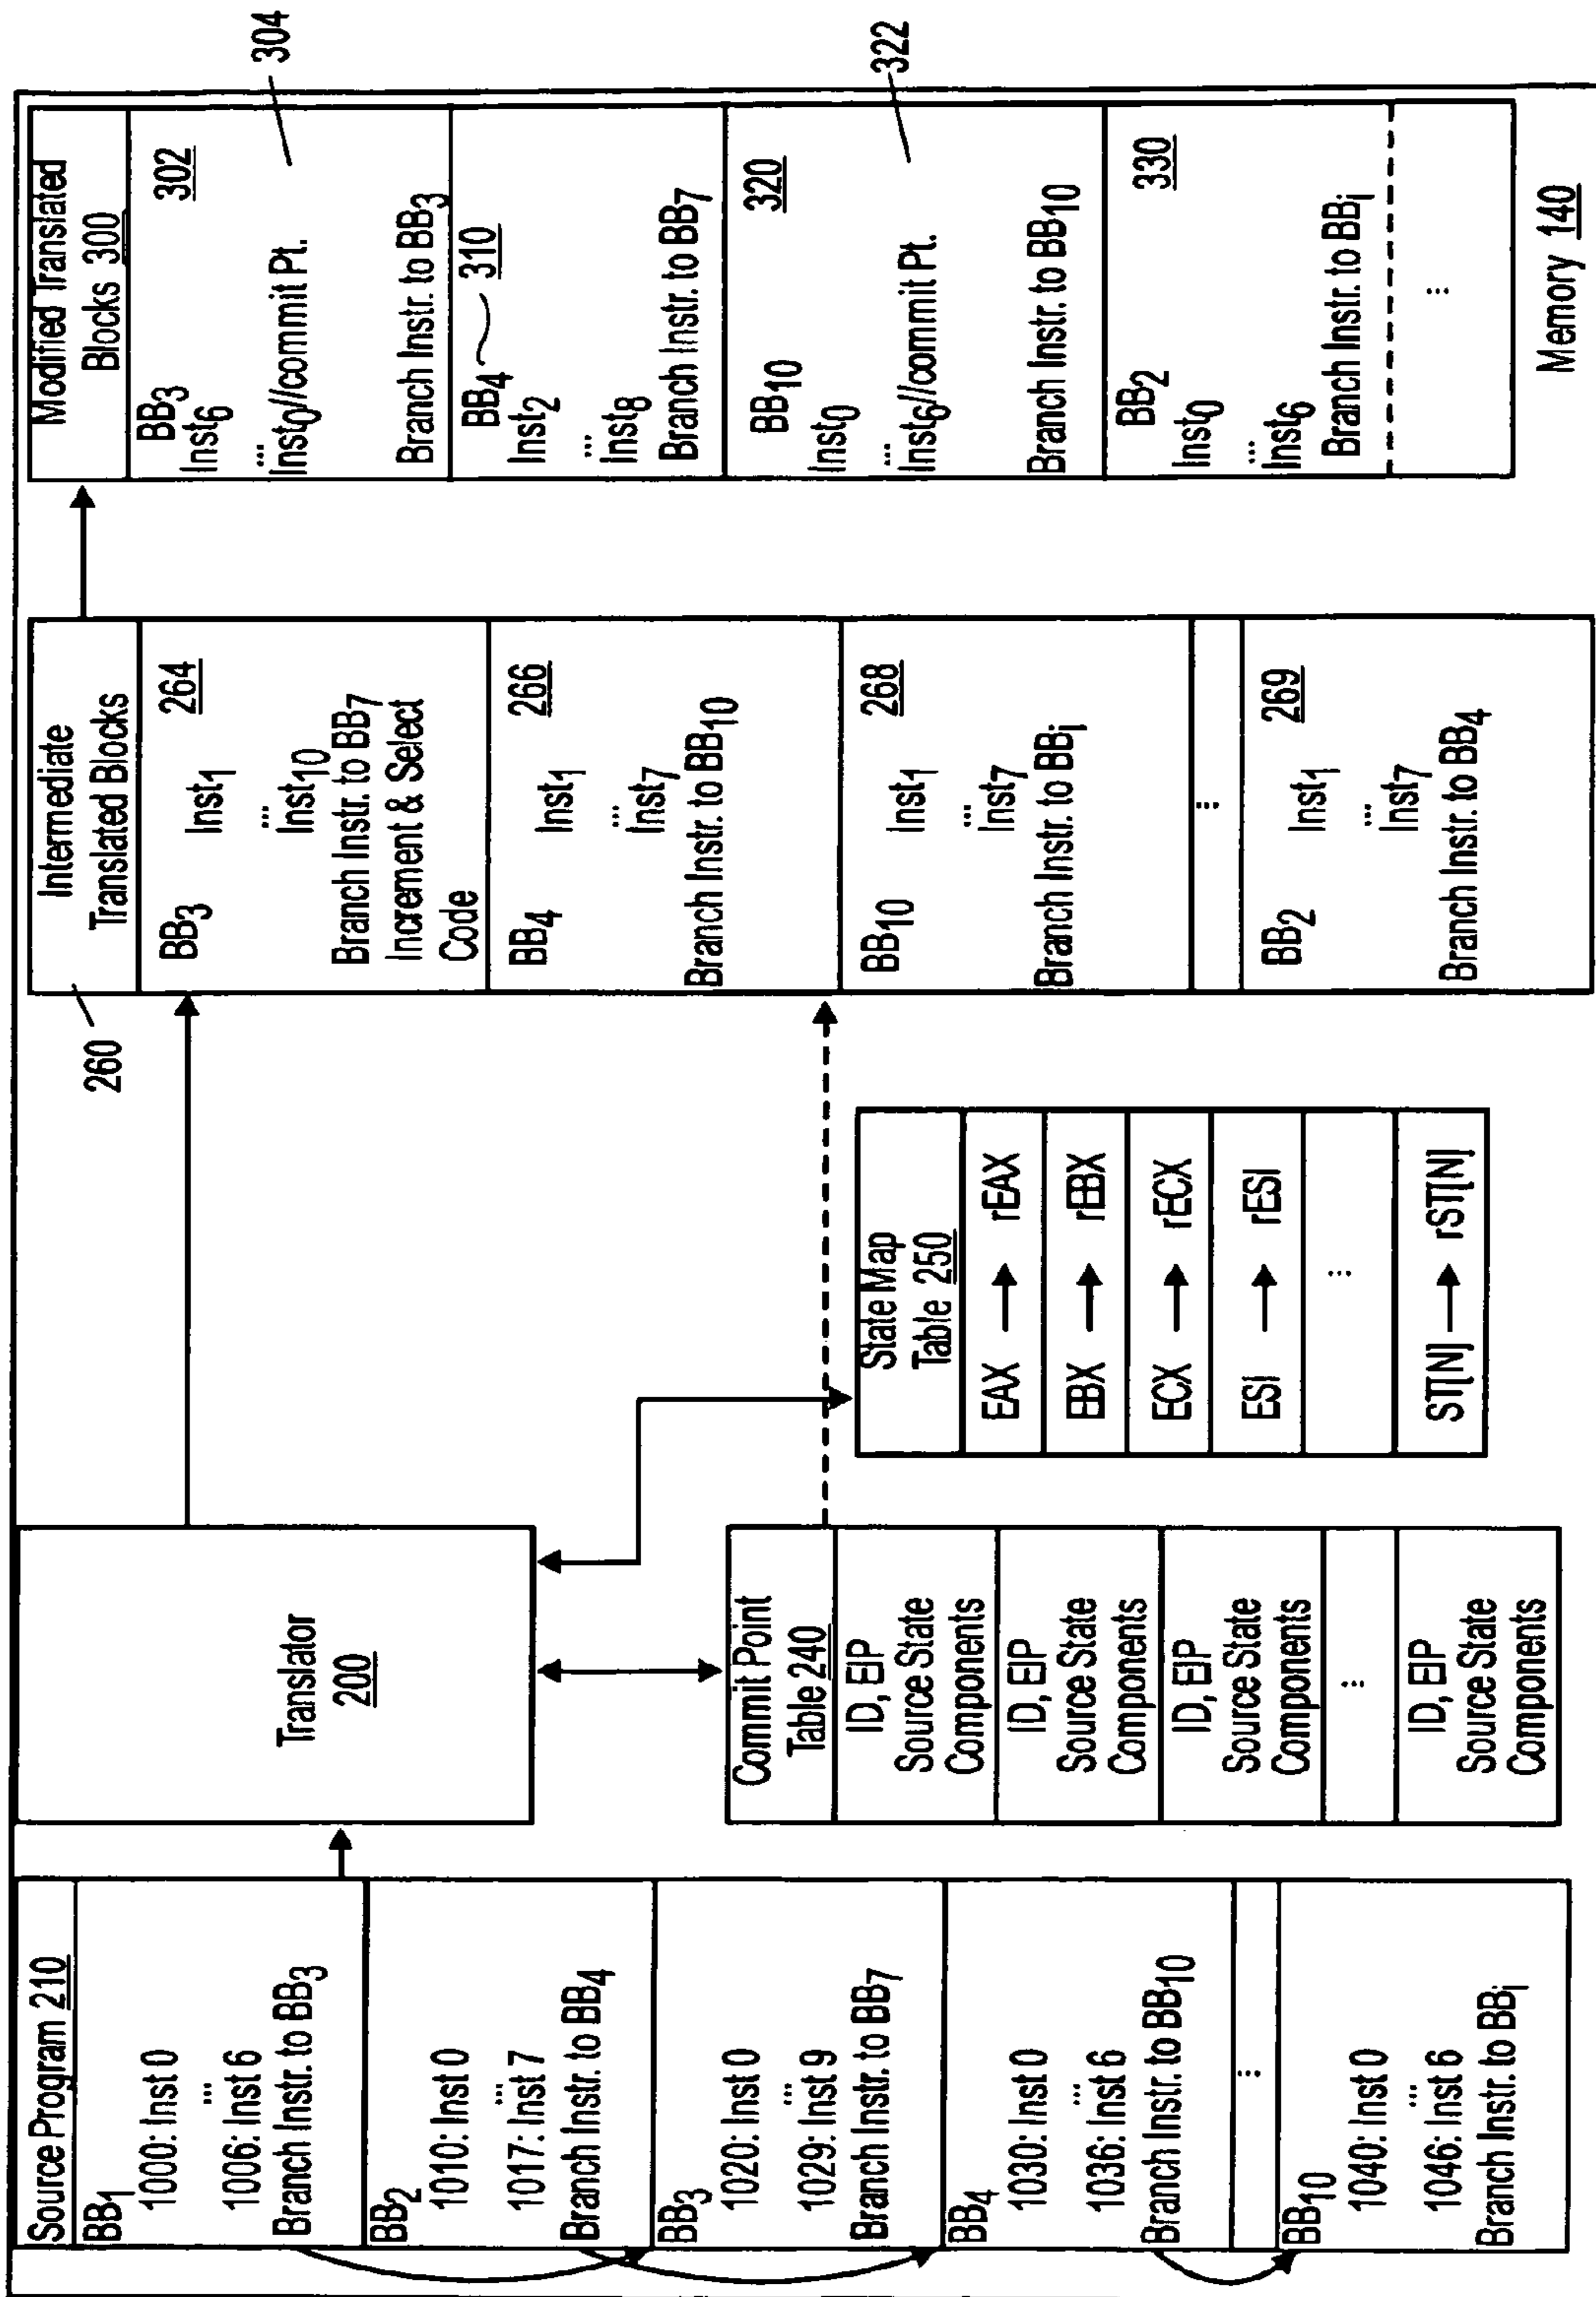 Source Program 210
BB1
1000: Inst 0
...
1006: Inst 6
Branch Instr. to BB3
BB2
1010: Inst 0
...
1017: Inst 7
Branch Instr. to BB4
BB3
1020: Inst 0
...
1029: Inst 9
Branch Instr. to BB7
BB4
1030: Inst 0
...
1036: Inst 6
Branch Instr. to BB10
...
BB10
1040: Inst 0
...
1046: Inst 6
Branch Instr. to BBi
Translator
200
Commit Point
Table 240
ID, EIP
Source State
Components
ID, EIP
Source State
Components
ID, EIP
Source State
Components
...
ID, EIP
Source State
Components
State Map
Table 250
EAX → rEAX
EBX → rEBX
ECX → rECX
ESI → rESI
...
ST[N] → rST[N]
260
Intermediate
Translated Blocks
BB3 264
Inst1
...
Inst10
Branch Instr. to BB7
Increment & Select
Code
BB4 266
Inst1
...
Inst7
Branch Instr. to BB10
BB10 268
Inst1
...
Inst7
Branch Instr. to BBi
...
BB2 269
Inst1
...
Inst7
Branch Instr. to BB4
Modified Translated
Blocks 300
BB3 302
Inst6
...
Inst0//commit Pt.
304
Branch Instr. to BB3
BB4 310
Inst2
...
Inst8
Branch Instr. to BB7
BB10 320
Inst0
...
Inst6//commit Pt.
322
Branch Instr. to BB10
BB2 330
Inst0
...
Inst6
Branch Instr. to BBi
...
Memory 140